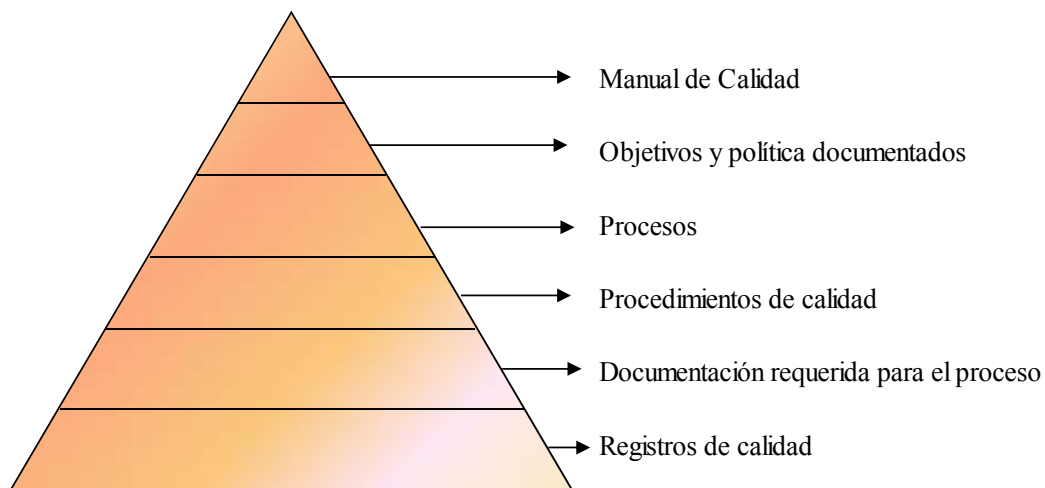 Manual de Calidad
Objetivos y política documentados
Procesos
Procedimientos de calidad
Documentación requerida para el proceso
Registros de calidad